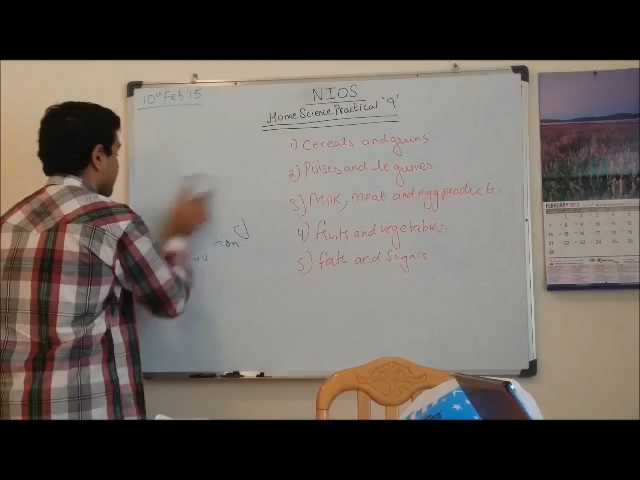 10th Feb '15
NIOS
Home Science Practical '9'
1) Cereals and grains
2) Pulses and legumes
3) Milk, meat and egg products.
4) fruits and vegetables.
5) fats and Sugars
FEBRUARY